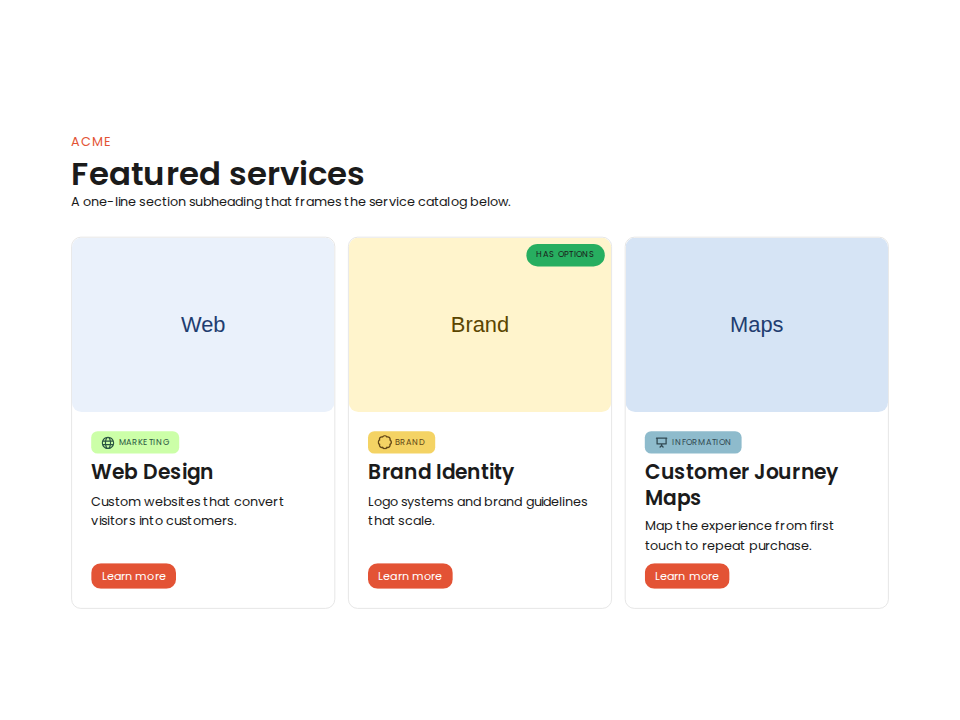 ACME
Featured services
A one-line section subheading that frames the service catalog below.
Web
MARKETING
Web Design
Custom websites that convert
visitors into customers.
Learn more
HAS OPTIONS
Brand
BRAND
Brand Identity
Logo systems and brand guidelines
that scale.
Learn more
Maps
INFORMATION
Customer Journey
Maps
Map the experience from first
touch to repeat purchase.
Learn more